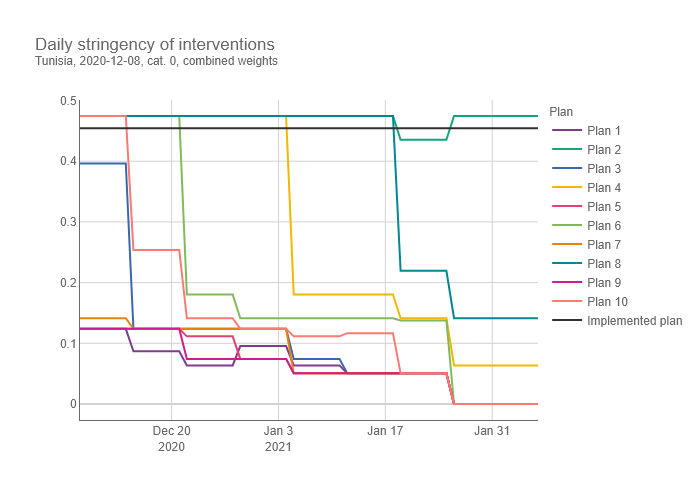 Daily stringency of interventions
Tunisia, 2020-12-08, cat. 0, combined weights
0.5
0.4
0.3
0.2
0.1
0
Dec 20
2020
Jan 3
2021
Jan 17
Jan 31
Plan
Plan 1
Plan 2
Plan 3
Plan 4
Plan 5
Plan 6
Plan 7
Plan 8
Plan 9
Plan 10
Implemented plan